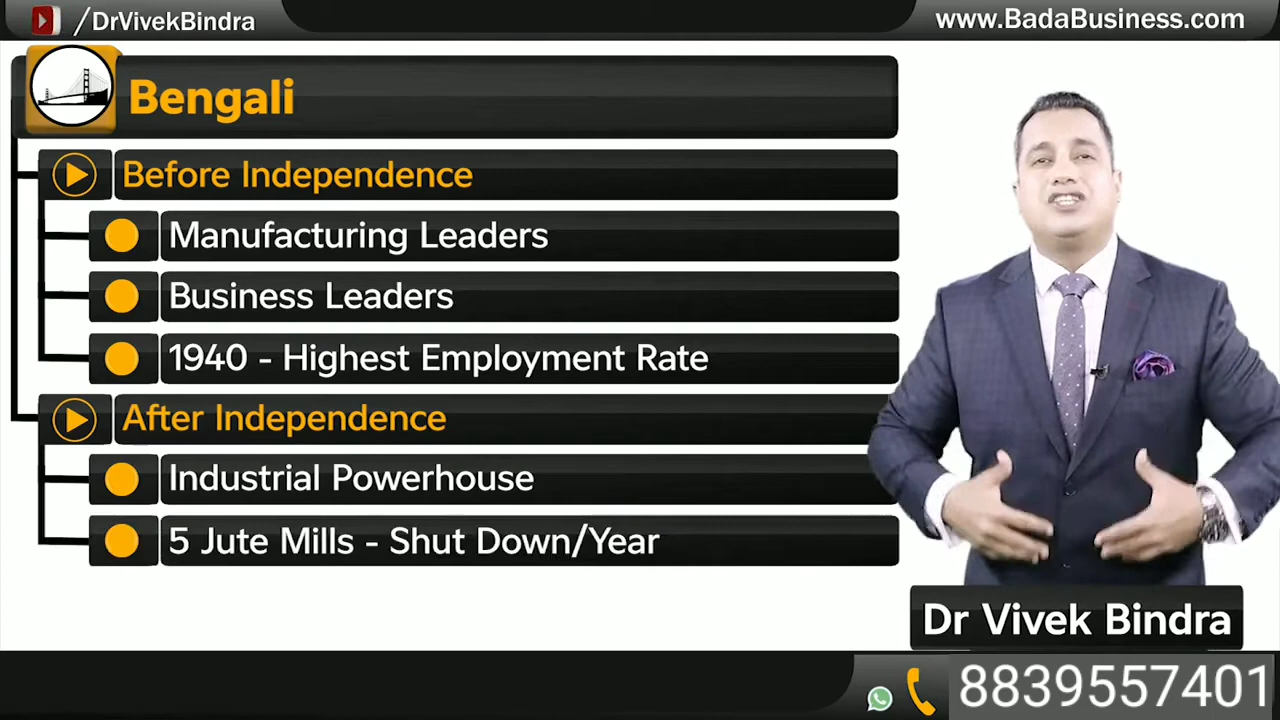 /DrVivekBindra
www.BadaBusiness.com
Bengali
Before Independence
Manufacturing Leaders
Business Leaders
1940 - Highest Employment Rate
After Independence
Industrial Powerhouse
5 Jute Mills - Shut Down/Year
Dr Vivek Bindra
8839557401